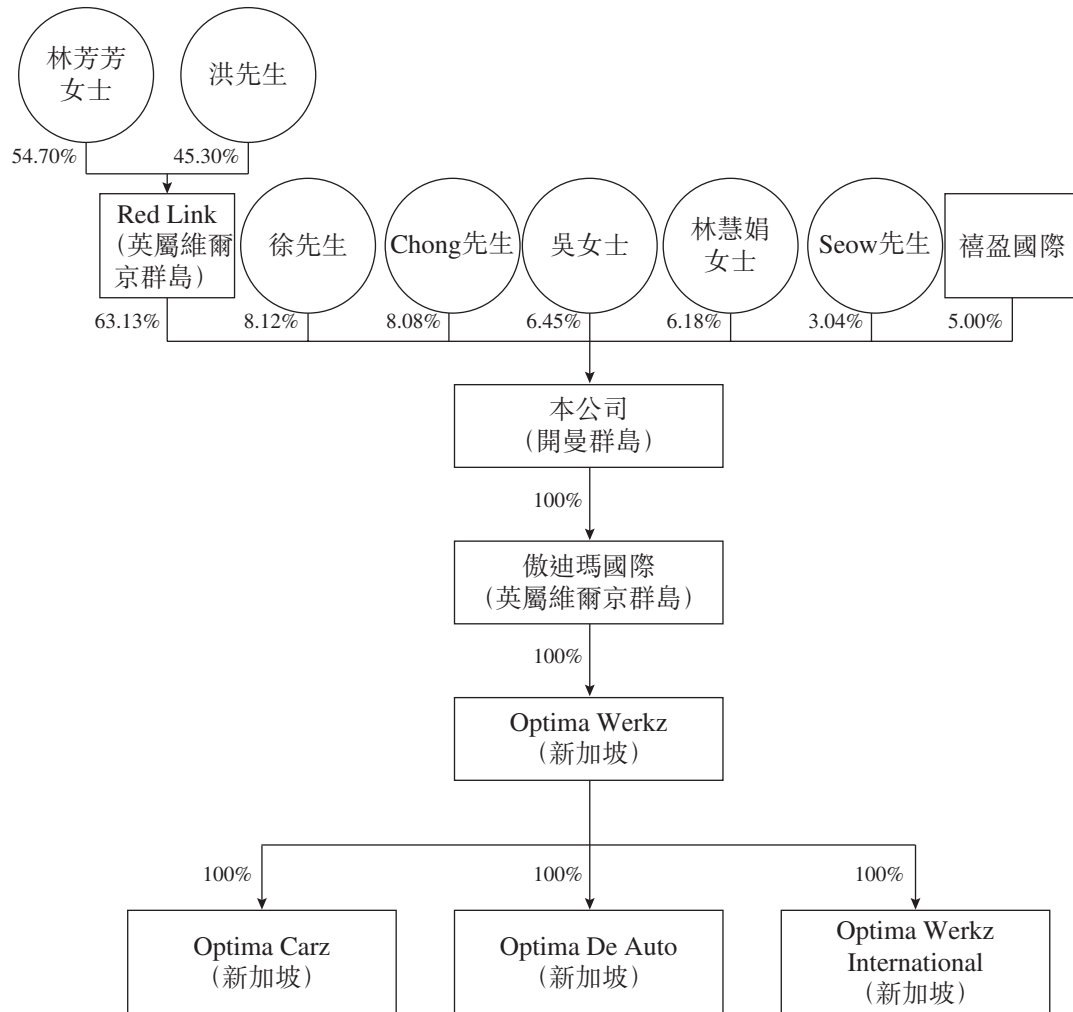 林芳芳
女士
洪先生
54.70%
45.30%
Red Link
（英屬維爾
京群島）
徐先生
Chong先生
吳女士
林慧娟
女士
Seow先生
禧盈國際
63.13%
8.12%
8.08%
6.45%
6.18%
3.04%
5.00%
本公司
（開曼群島）
100%
傲迪瑪國際
（英屬維爾京群島）
100%
Optima Werkz
（新加坡）
100%
100%
100%
Optima Carz
（新加坡）
Optima De Auto
（新加坡）
Optima Werkz
International
（新加坡）